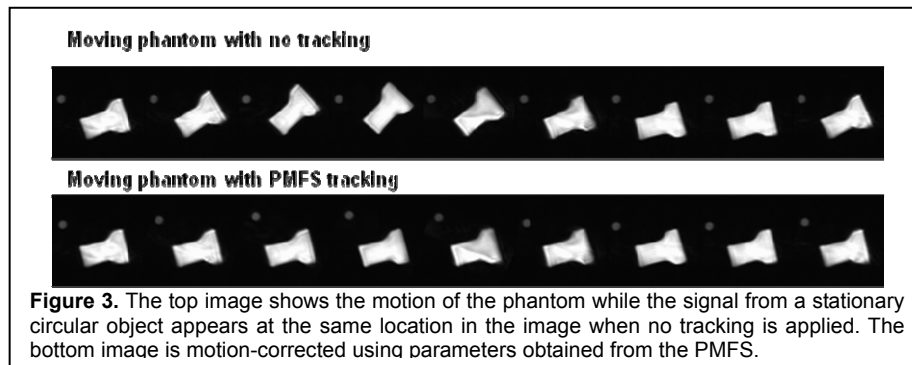 Moving phantom with no tracking
Moving phantom with PMFS tracking
Figure 3. The top image shows the motion of the phantom while the signal from a stationary
circular object appears at the same location in the image when no tracking is applied. The
bottom image is motion-corrected using parameters obtained from the PMFS.